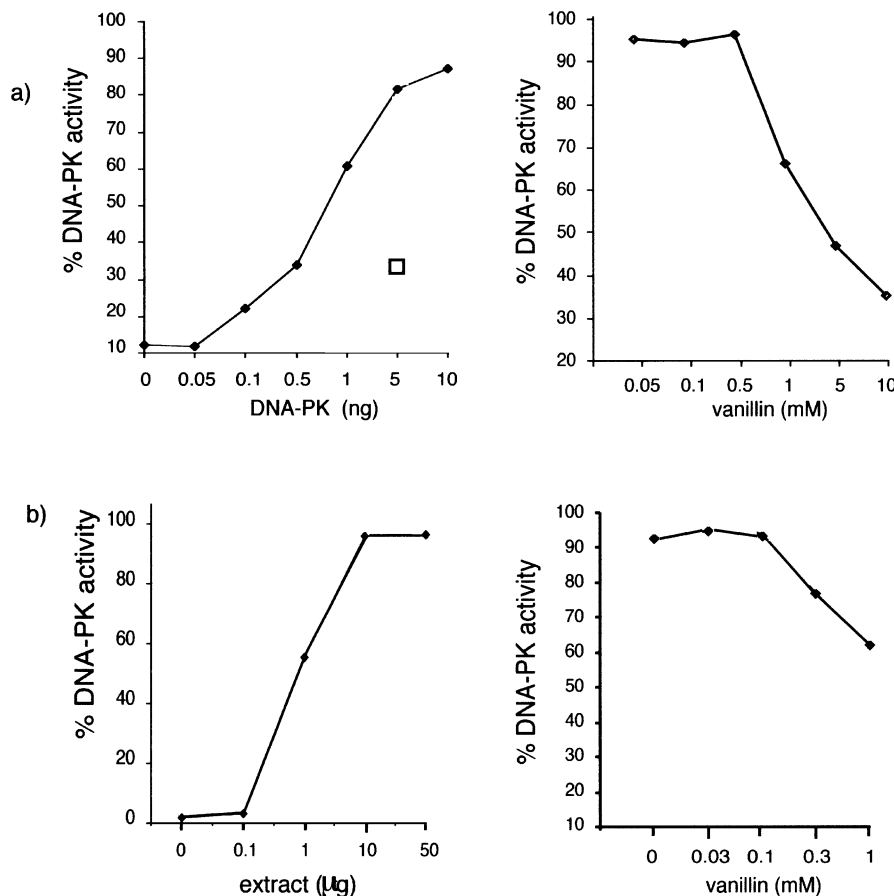 a)
% DNA-PK activity
100
90
80
70
60
50
40
30
20
10
0 0.05 0.1 0.5 1 5 10
DNA-PK (ng)
% DNA-PK activity
100
90
80
70
60
50
40
30
20
0.05 0.1 0.5 1 5 10
vanillin (mM)
b)
% DNA-PK activity
100
80
60
40
20
0
0 0.1 1 10 50
extract (µg)
% DNA-PK activity
100
90
80
70
60
50
40
30
20
10
0 0.03 0.1 0.3 1
vanillin (mM)